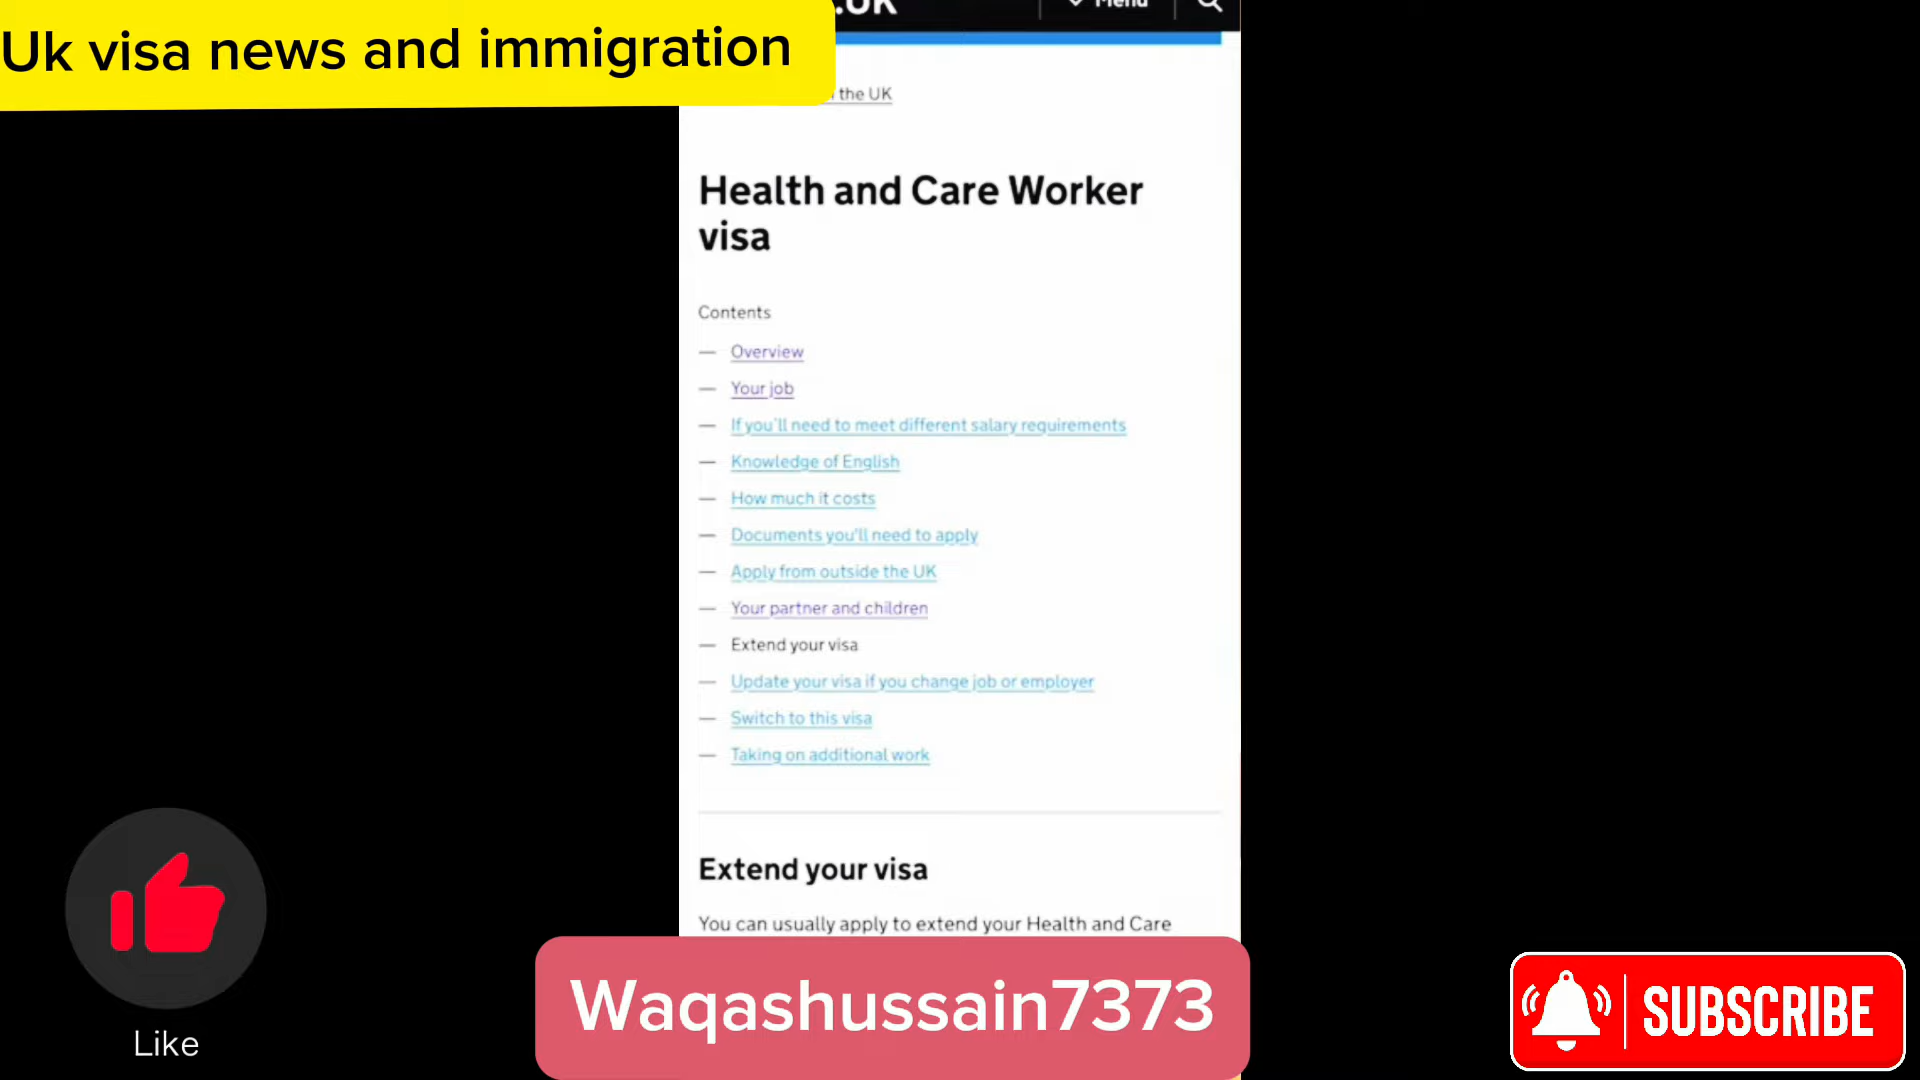 Uk visa news and immigration
.UK
Menu
the UK
Health and Care Worker
visa
Contents
— Overview
— Your job
— If you'll need to meet different salary requirements
— Knowledge of English
— How much it costs
— Documents you'll need to apply
— Apply from outside the UK
— Your partner and children
— Extend your visa
— Update your visa if you change job or employer
— Switch to this visa
— Taking on additional work
Extend your visa
You can usually apply to extend your Health and Care
Waqashussain7373
Like
SUBSCRIBE